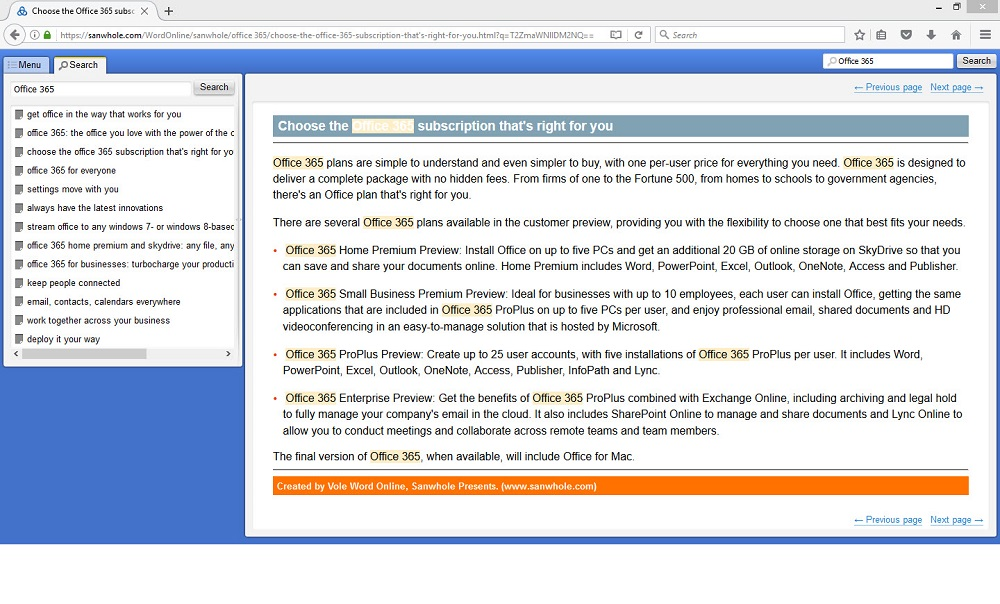 Choose the Office 365 subsc
https://sanwhole.com/WordOnline/sanwhole/office 365/choose-the-office-365-subscription-that's-right-for-you.html?q=T2ZmaWNlIDM2NQ==
Search
Menu
Search
Office 365
Search
Office 365
Search
get office in the way that works for you
office 365: the office you love with the power of the c
choose the office 365 subscription that's right for yo
office 365 for everyone
settings move with you
always have the latest innovations
stream office to any windows 7- or windows 8-based
office 365 home premium and skydrive: any file, any
office 365 for businesses: turbocharge your producti
keep people connected
email, contacts, calendars everywhere
work together across your business
deploy it your way
← Previous page Next page →
Choose the Office 365 subscription that's right for you
Office 365 plans are simple to understand and even simpler to buy, with one per-user price for everything you need. Office 365 is designed to
deliver a complete package with no hidden fees. From firms of one to the Fortune 500, from homes to schools to government agencies,
there's an Office plan that's right for you.
There are several Office 365 plans available in the customer preview, providing you with the flexibility to choose one that best fits your needs.
• Office 365 Home Premium Preview: Install Office on up to five PCs and get an additional 20 GB of online storage on SkyDrive so that you
can save and share your documents online. Home Premium includes Word, PowerPoint, Excel, Outlook, OneNote, Access and Publisher.
• Office 365 Small Business Premium Preview: Ideal for businesses with up to 10 employees, each user can install Office, getting the same
applications that are included in Office 365 ProPlus on up to five PCs per user, and enjoy professional email, shared documents and HD
videoconferencing in an easy-to-manage solution that is hosted by Microsoft.
• Office 365 ProPlus Preview: Create up to 25 user accounts, with five installations of Office 365 ProPlus per user. It includes Word,
PowerPoint, Excel, Outlook, OneNote, Access, Publisher, InfoPath and Lync.
• Office 365 Enterprise Preview: Get the benefits of Office 365 ProPlus combined with Exchange Online, including archiving and legal hold
to fully manage your company's email in the cloud. It also includes SharePoint Online to manage and share documents and Lync Online to
allow you to conduct meetings and collaborate across remote teams and team members.
The final version of Office 365, when available, will include Office for Mac.
Created by Vole Word Online, Sanwhole Presents. (www.sanwhole.com)
← Previous page Next page →